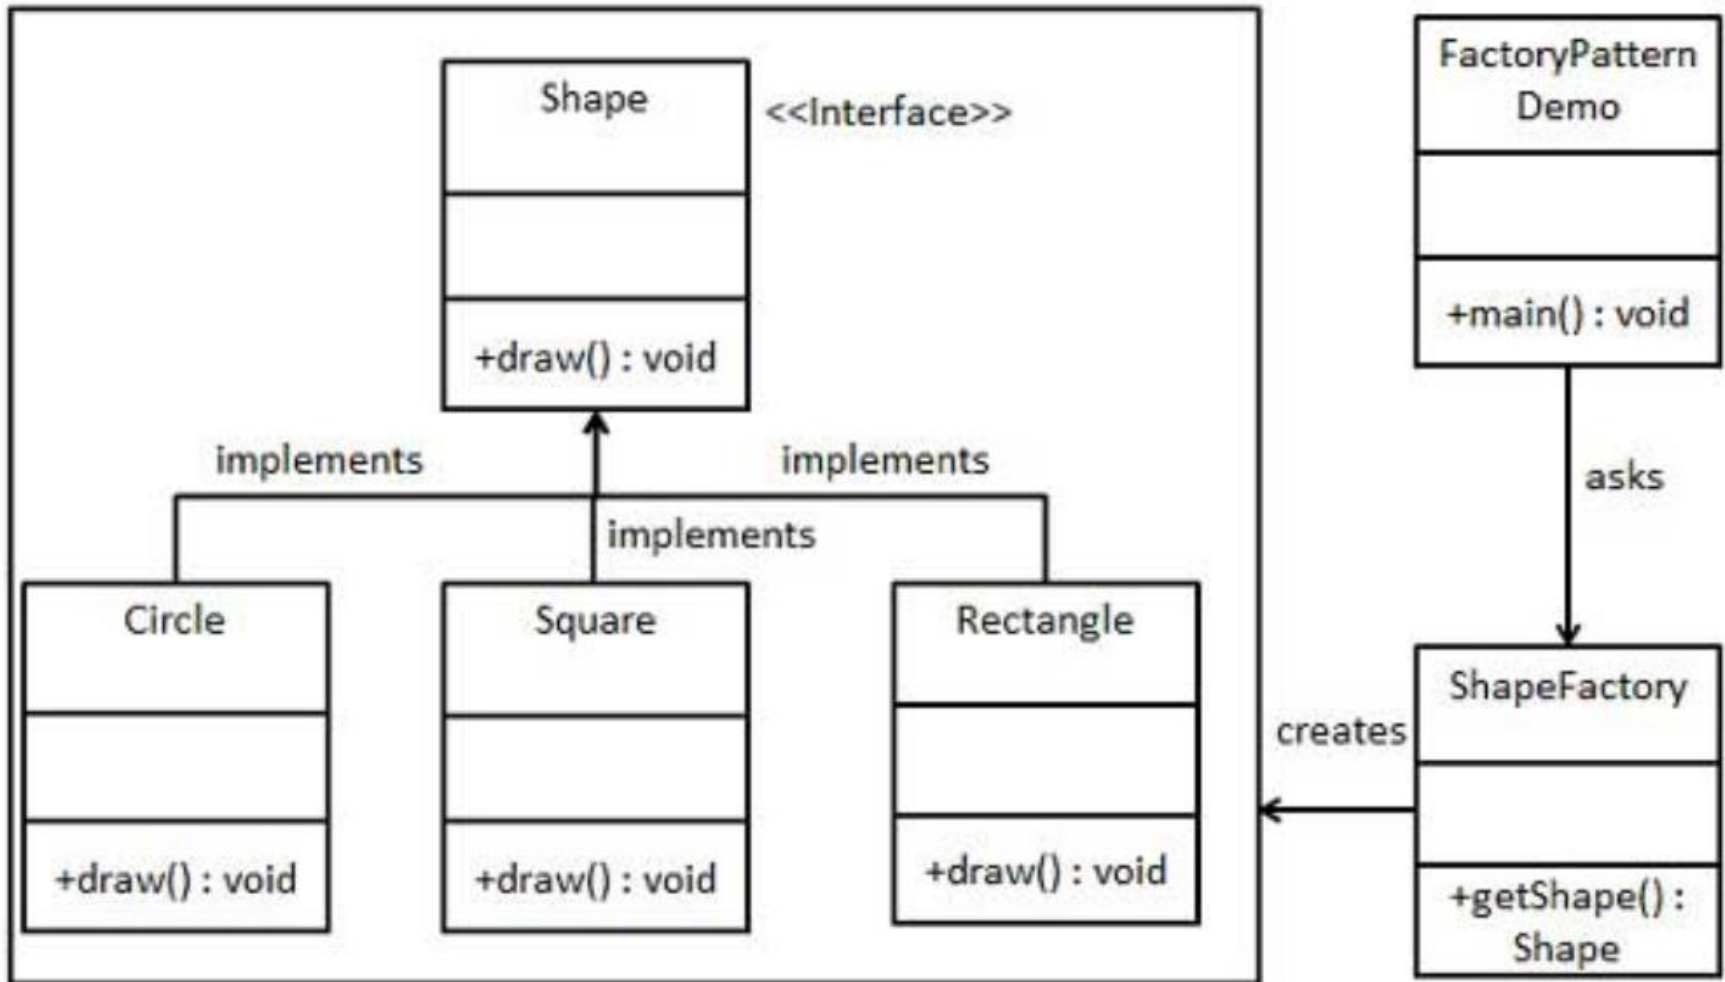 Shape
<<Interface>>
+draw() : void
implements
implements
implements
Circle
+draw() : void
Square
+draw() : void
Rectangle
+draw() : void
FactoryPattern
Demo
+main() : void
asks
ShapeFactory
+getShape() :
Shape
creates